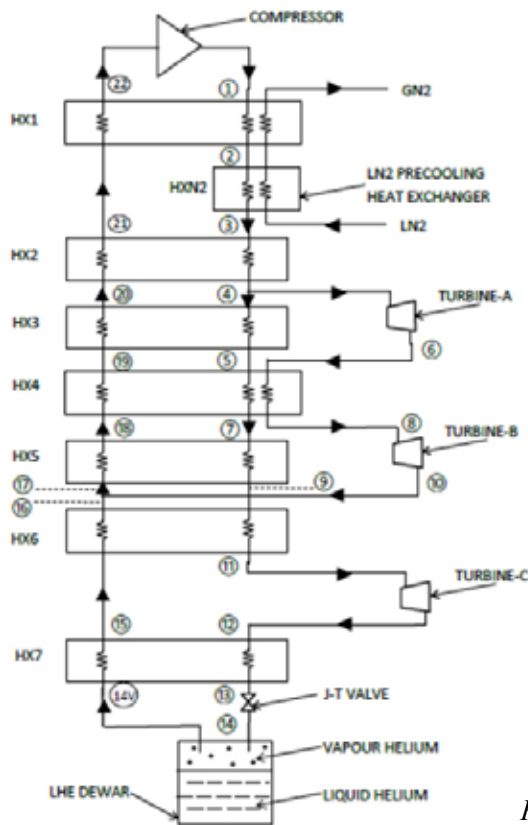 COMPRESSOR
22
1
GN2
HX1
2
HXN2
LN2 PRECOOLING
HEAT EXCHANGER
21
3
LN2
HX2
20
4
TURBINE-A
HX3
19
5
6
HX4
18
7
8
TURBINE-B
HX5
17
9
10
16
HX6
11
TURBINE-C
15
12
HX7
14V
13
J-T VALVE
14
VAPOUR HELIUM
LHE DEWAR
LIQUID HELIUM